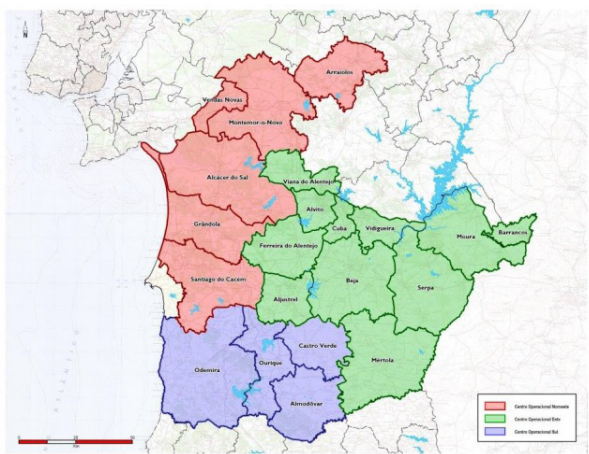 Arraiolos
Vendas Novas
Montemor-o-Novo
Alcácer do Sal
Viana do Alentejo
Alvito
Grândola
Cuba
Vidigueira
Moura
Barrancos
Ferreira do Alentejo
Santiago do Cacém
Beja
Serpa
Aljustrel
Castro Verde
Odemira
Ourique
Mértola
Almodôvar
Centro Operacional Noroeste
Centro Operacional Este
Centro Operacional Sul